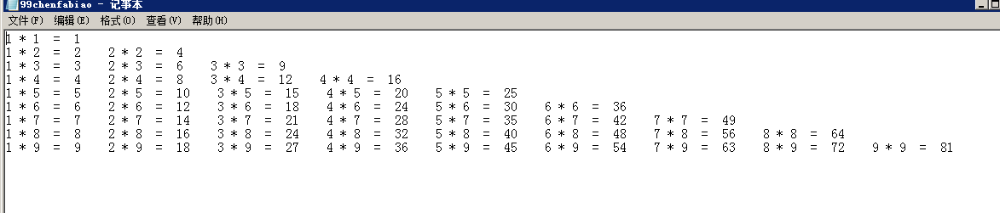 99chenfabiao - 记事本
文件(F) 编辑(E) 格式(O) 查看(V) 帮助(H)
1 * 1 = 1
1 * 2 = 2 2 * 2 = 4
1 * 3 = 3 2 * 3 = 6 3 * 3 = 9
1 * 4 = 4 2 * 4 = 8 3 * 4 = 12 4 * 4 = 16
1 * 5 = 5 2 * 5 = 10 3 * 5 = 15 4 * 5 = 20 5 * 5 = 25
1 * 6 = 6 2 * 6 = 12 3 * 6 = 18 4 * 6 = 24 5 * 6 = 30 6 * 6 = 36
1 * 7 = 7 2 * 7 = 14 3 * 7 = 21 4 * 7 = 28 5 * 7 = 35 6 * 7 = 42 7 * 7 = 49
1 * 8 = 8 2 * 8 = 16 3 * 8 = 24 4 * 8 = 32 5 * 8 = 40 6 * 8 = 48 7 * 8 = 56 8 * 8 = 64
1 * 9 = 9 2 * 9 = 18 3 * 9 = 27 4 * 9 = 36 5 * 9 = 45 6 * 9 = 54 7 * 9 = 63 8 * 9 = 72 9 * 9 = 81